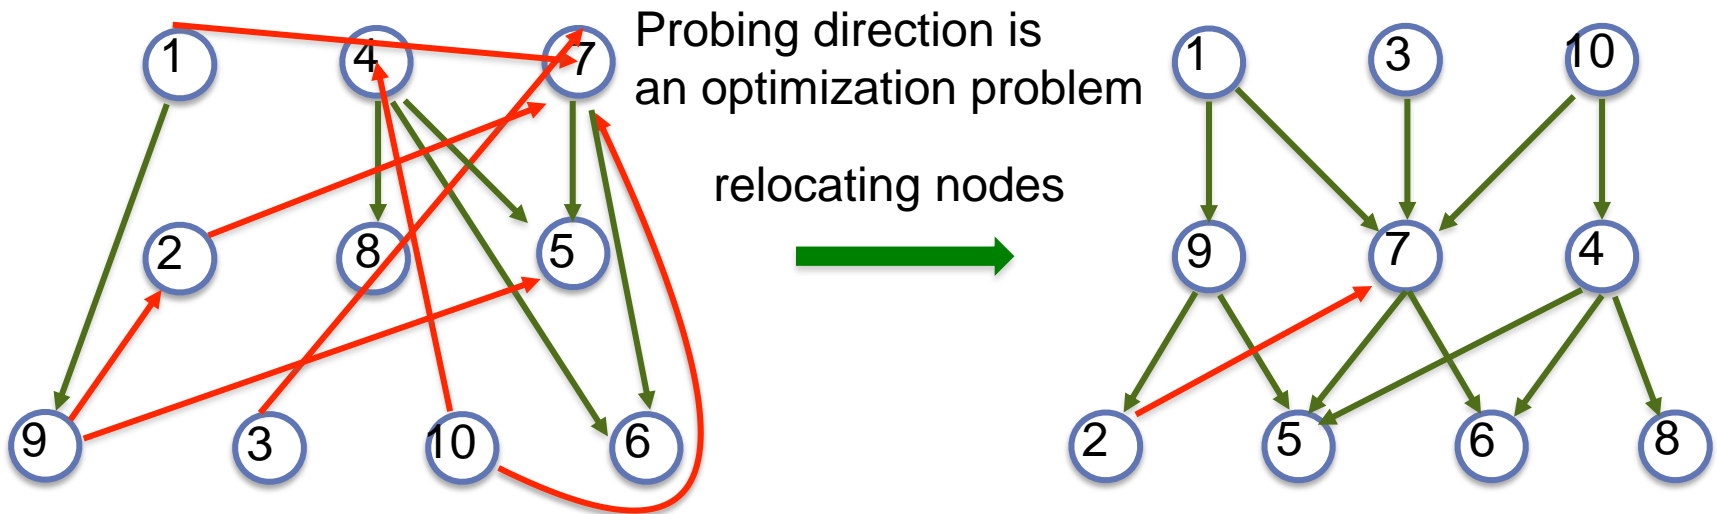 Probing direction is
an optimization problem
relocating nodes
1 4 7
2 8 5
9 3 10 6
1 3 10
9 7 4
2 5 6 8